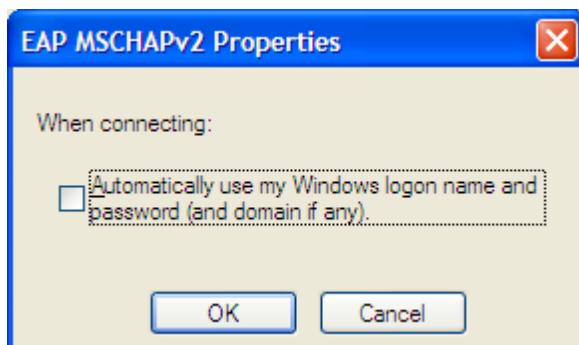 EAP MSCHAPv2 Properties
When connecting:
Automatically use my Windows logon name and
password (and domain if any).
OK
Cancel